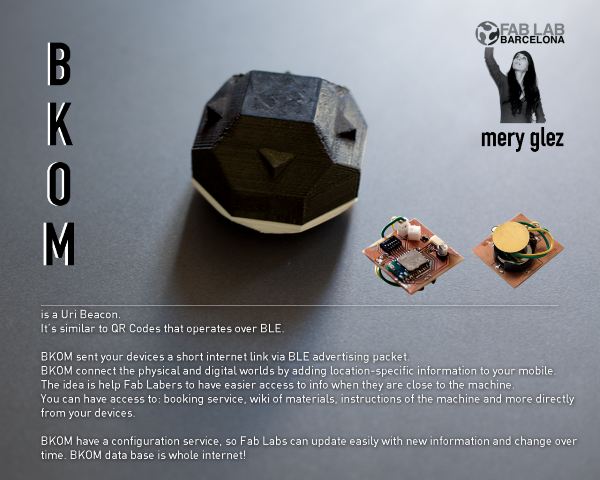 BKOM
FAB LAB
BARCELONA
mery glez
is a Uri Beacon.
It's similar to QR Codes that operates over BLE.
BKOM sent your devices a short internet link via BLE advertising packet.
BKOM connect the physical and digital worlds by adding location-specific information to your mobile.
The idea is help Fab Labers to have easier access to info when they are close to the machine.
You can have access to: booking service, wiki of materials, instructions of the machine and more directly
from your devices.
BKOM have a configuration service, so Fab Labs can update easily with new information and change over
time. BKOM data base is whole internet!